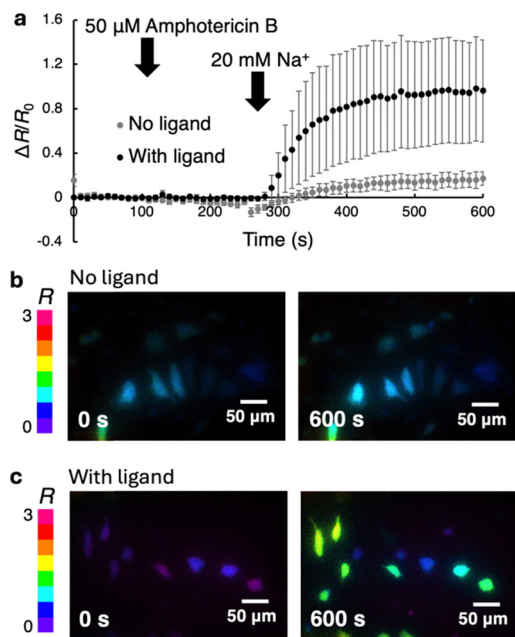 a
1.6
50 µM Amphotericin B
20 mM Na⁺
1.2
ΔR/R₀
0.8
No ligand
With ligand
0.4
0
0 100 200 300 400 500 600
Time (s)
-0.4
b No ligand
R
3
0
0 s
50 µm
600 s
50 µm
c With ligand
R
3
0
0 s
50 µm
600 s
50 µm